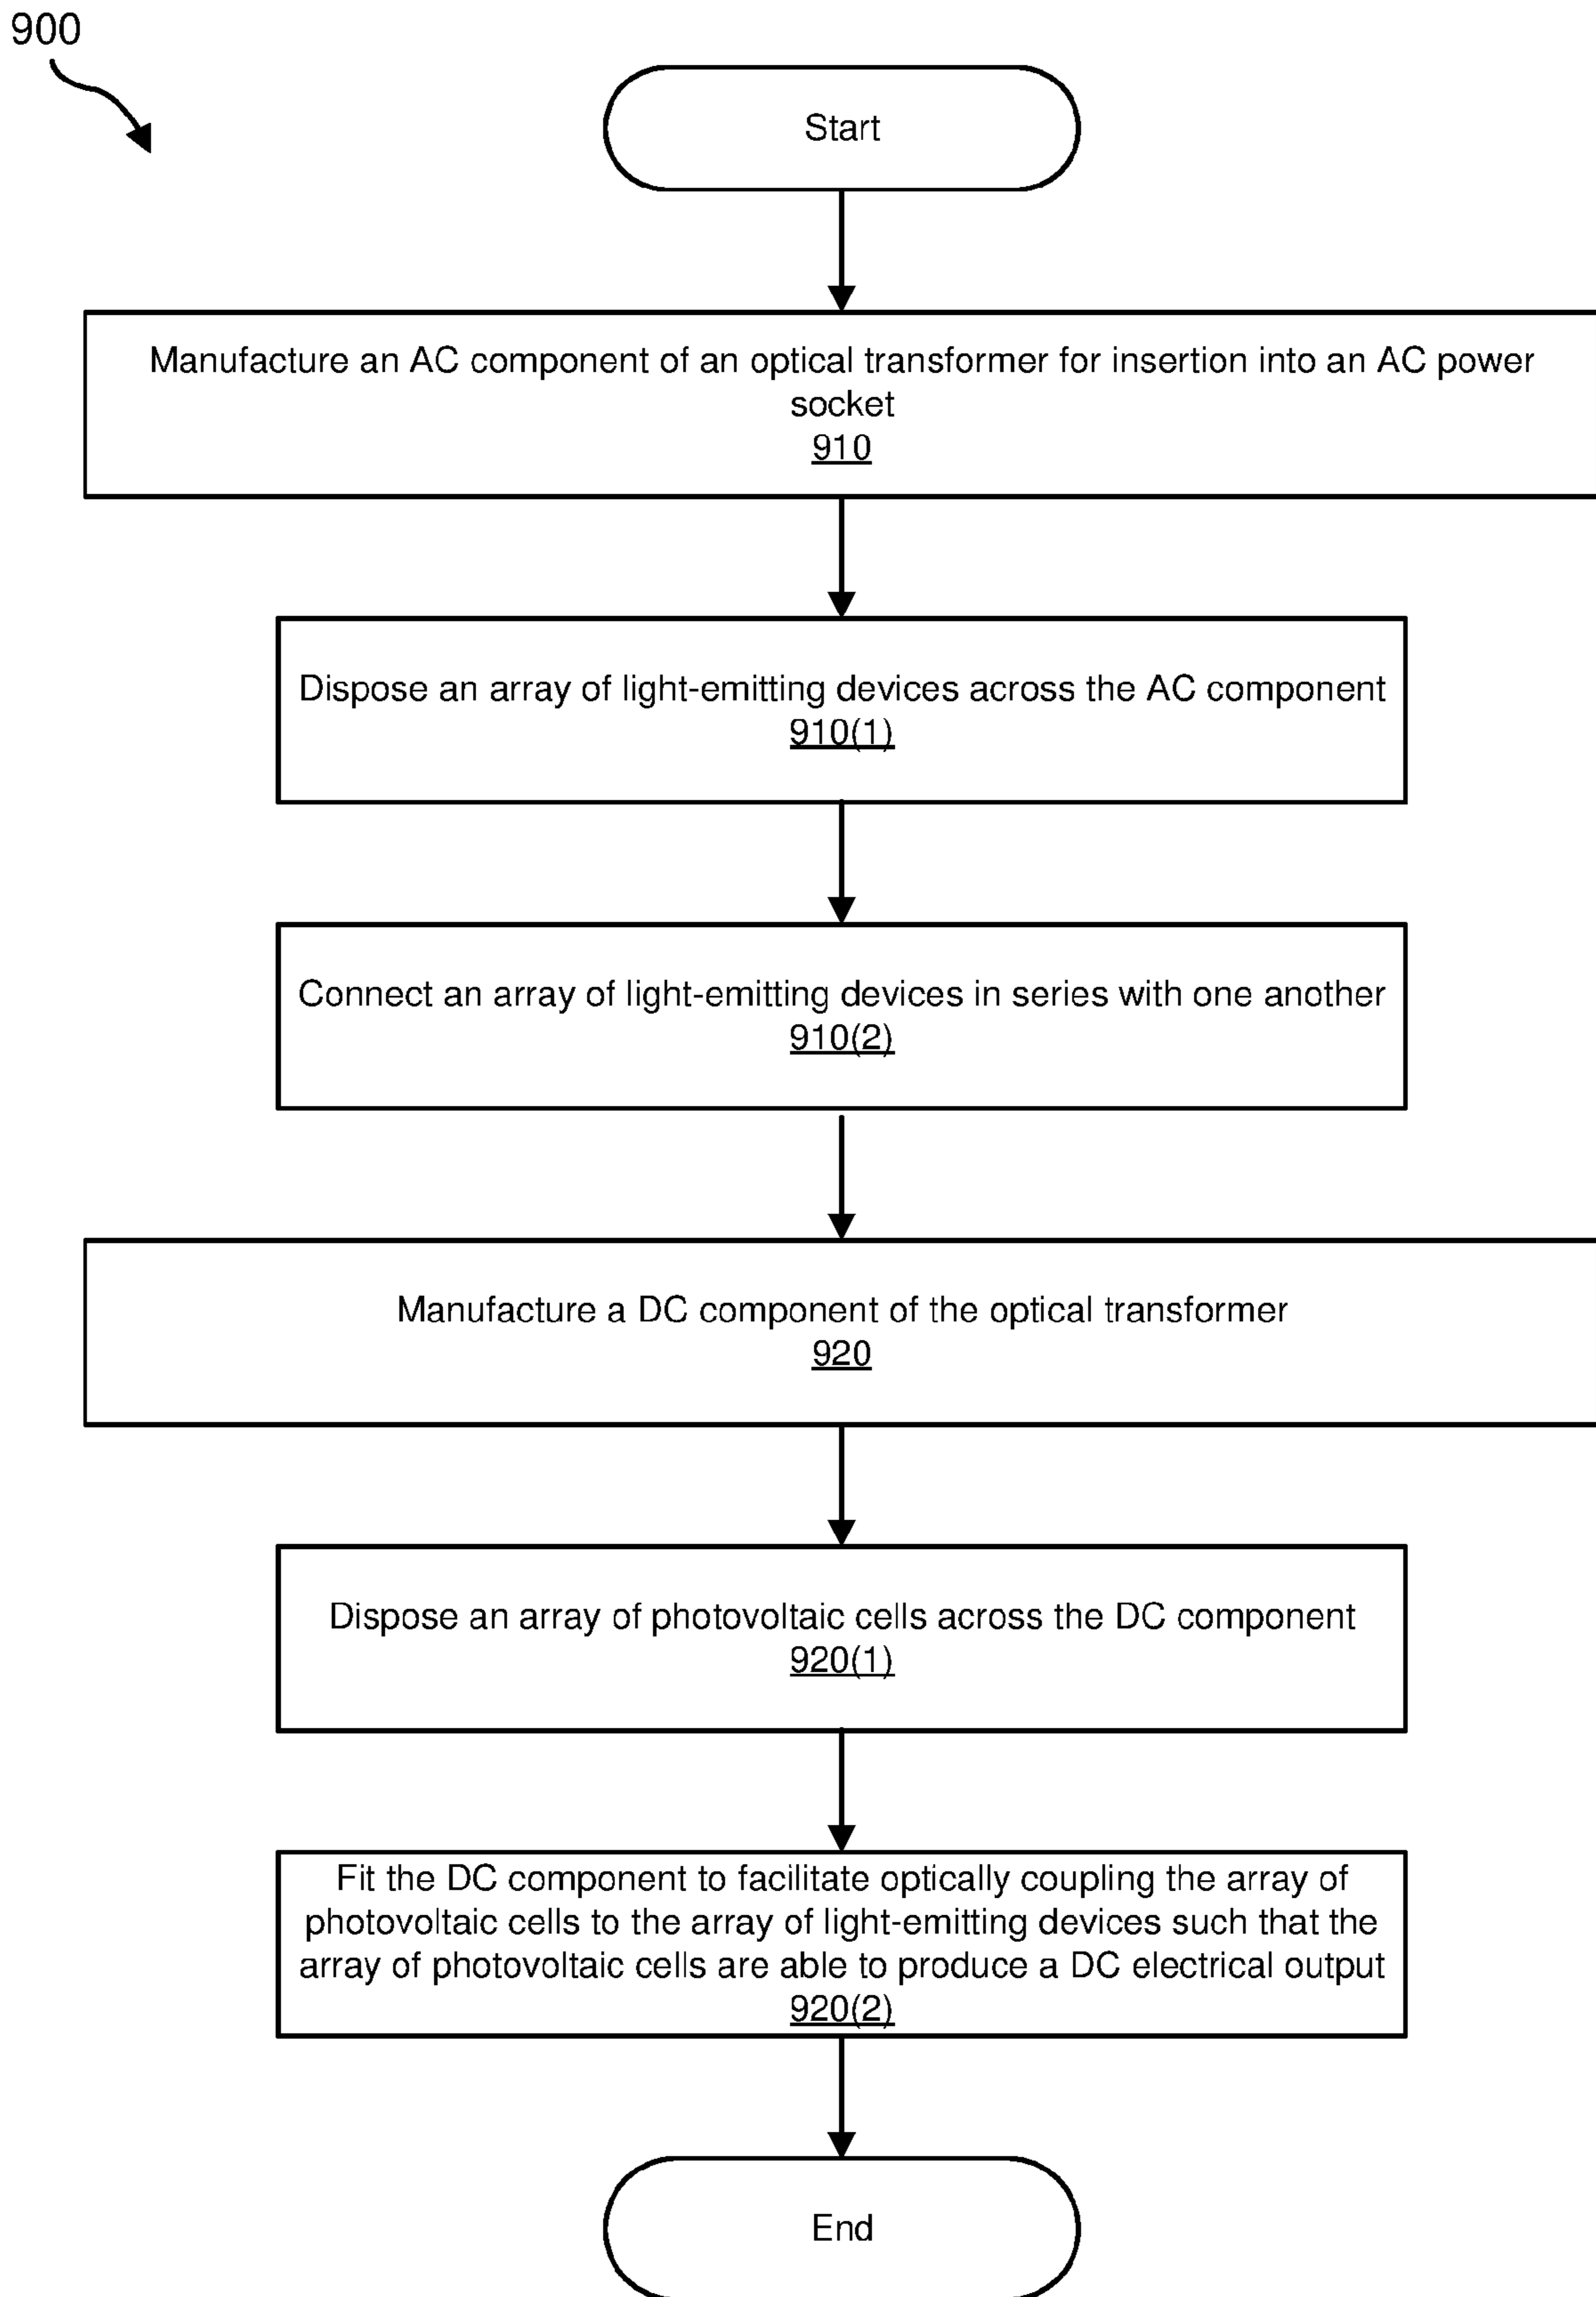 900
Start
Manufacture an AC component of an optical transformer for insertion into an AC power
socket
910
Dispose an array of light-emitting devices across the AC component
910(1)
Connect an array of light-emitting devices in series with one another
910(2)
Manufacture a DC component of the optical transformer
920
Dispose an array of photovoltaic cells across the DC component
920(1)
Fit the DC component to facilitate optically coupling the array of
photovoltaic cells to the array of light-emitting devices such that the
array of photovoltaic cells are able to produce a DC electrical output
920(2)
End